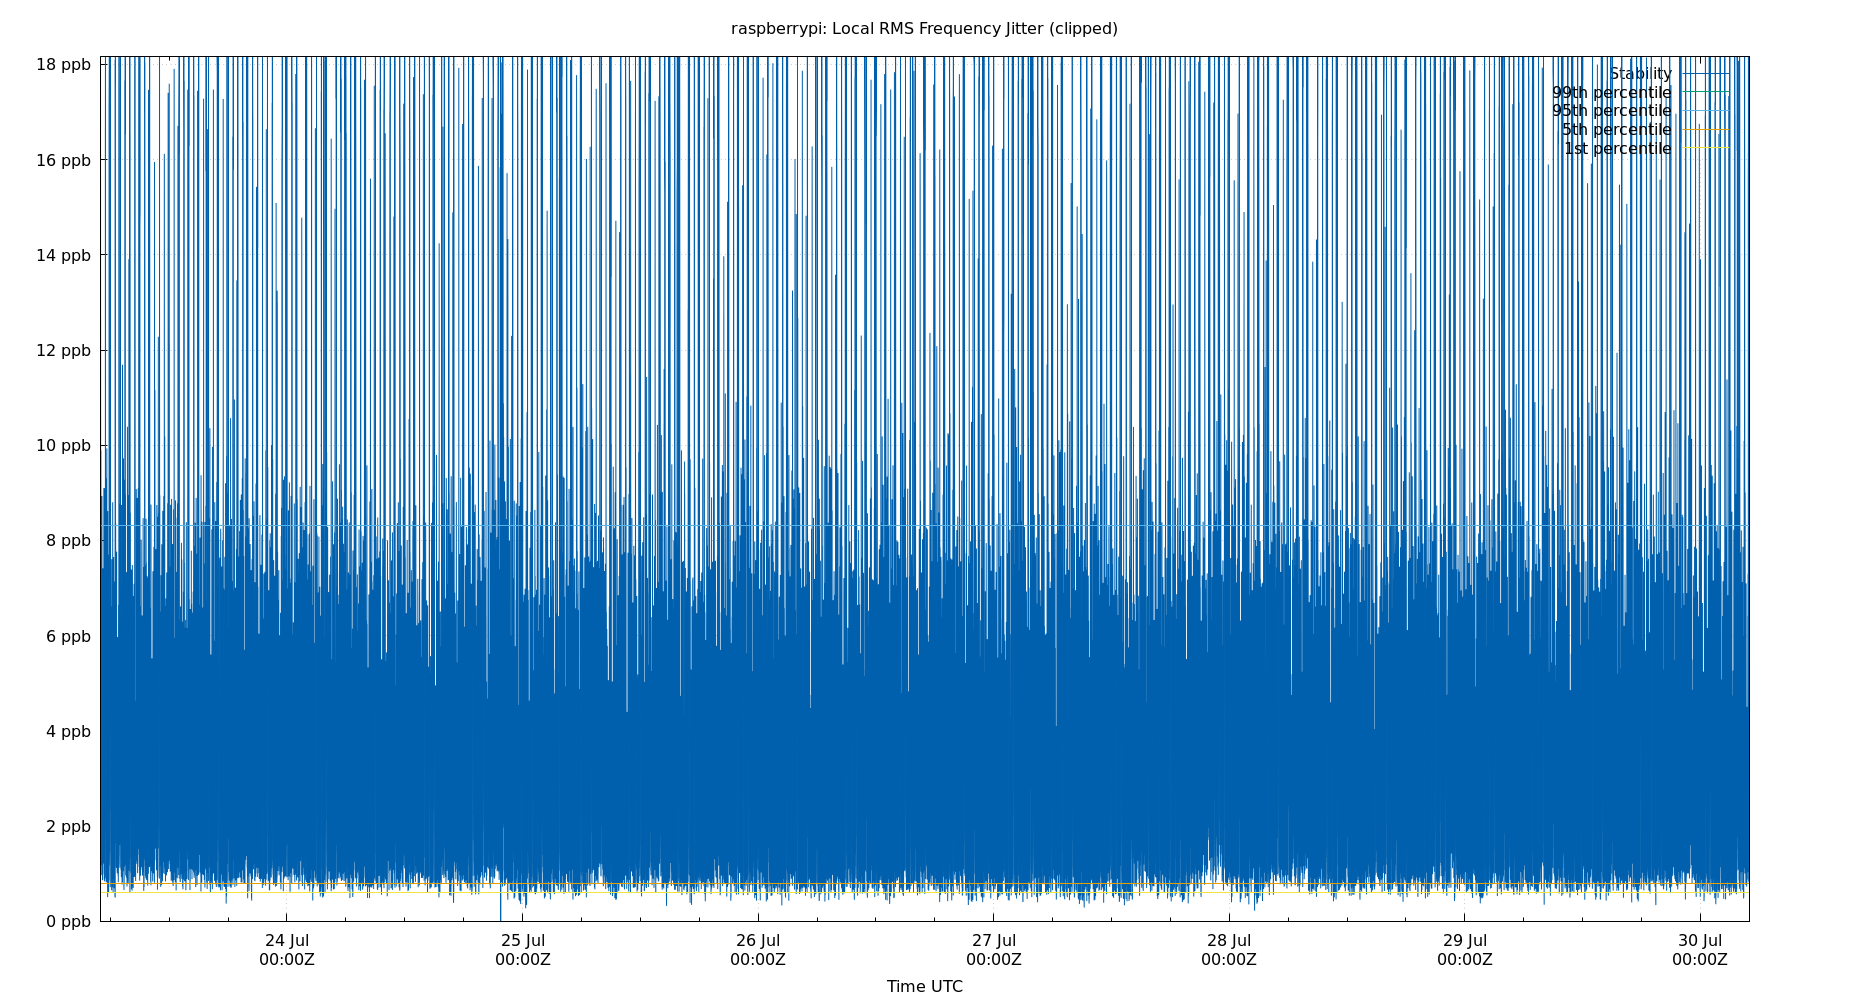 raspberrypi: Local RMS Frequency Jitter (clipped)
18 ppb
16 ppb
14 ppb
12 ppb
10 ppb
8 ppb
6 ppb
4 ppb
2 ppb
0 ppb
Stability
99th percentile
95th percentile
5th percentile
1st percentile
24 Jul 25 Jul 26 Jul 27 Jul 28 Jul 29 Jul 30 Jul
00:00Z 00:00Z 00:00Z 00:00Z 00:00Z 00:00Z 00:00Z
Time UTC